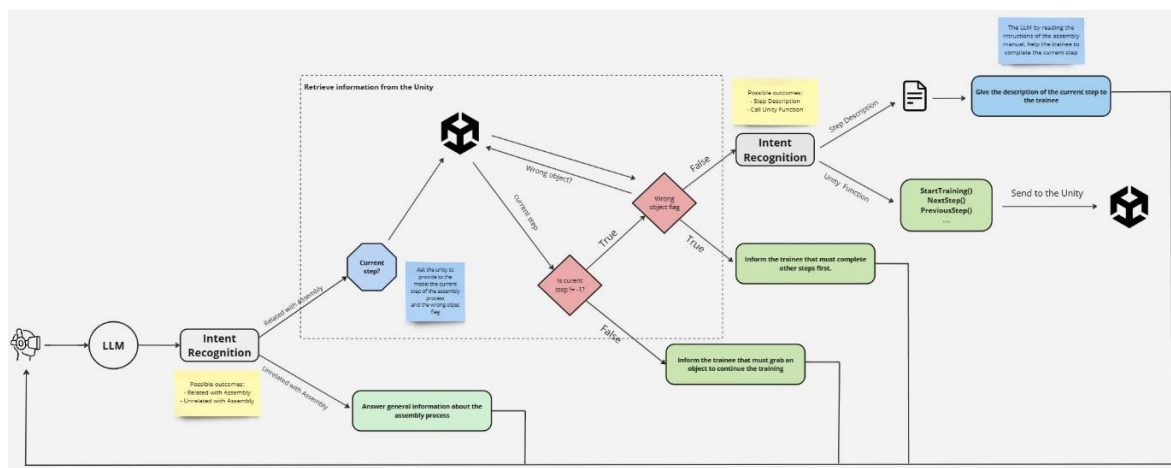 The LLM by reading the
intructions of the assembly
manual, help the trainee to
complete the current step
Retrieve information from the Unity
Possible outcomes:
- Step Description
- Call Unity Function
Give the description of the current step to
the trainee
Step Description
Intent
Recognition
False
Wrong object?
Unity Function
Wrong
object flag
StartTraining()
NextStep()
PreviousStep()
....
Send to the Unity
current step
True
True
Current
step?
Inform the trainee that must complete
other steps first.
Ask the unity to
provide to the
model the current
step of the assembly
process
and the wrong objec
flag
Is curent
step != -1?
Related with Assembly
False
LLM
Intent
Recognition
Inform the trainee that must grab an
object to continue the training
Unrelated with Assembly
Possible outcomes:
- Related with Assembly
- Unrelated with Assembly
Answer general information about the
assembly process